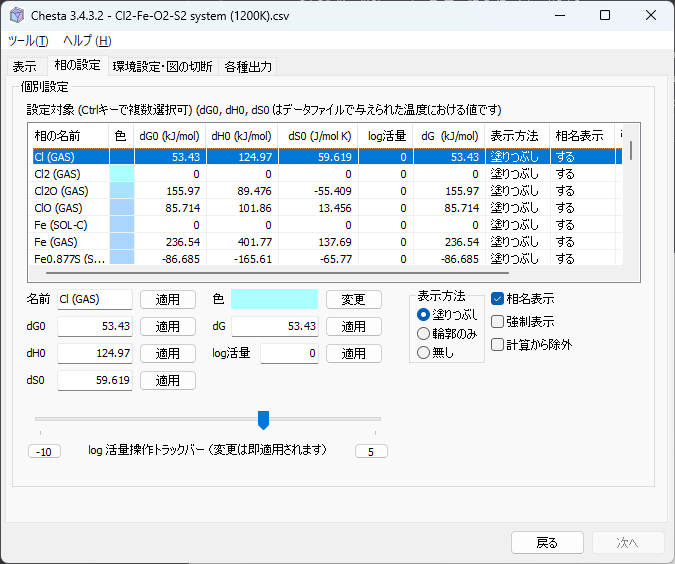 Chesta 3.4.3.2 - Cl2-Fe-O2-S2 system (1200K).csv
ツール(T) ヘルプ (H)
表示 相の設定 環境設定・図の切断 各種出力
個別設定
設定対象 (Ctrlキーで複数選択可) (dG0, dH0, dS0 はデータファイルで与えられた温度における値です)
相の名前 色 dG0 (kJ/mol) dH0 (kJ/mol) dS0 (J/mol K) log活量 dG (kJ/mol) 表示方法 相名表示
Cl (GAS) 53.43 124.97 59.619 0 53.43 塗りつぶし する
Cl2 (GAS) 0 0 0 0 0 塗りつぶし する
Cl2O (GAS) 155.97 89.476 -55.409 0 155.97 塗りつぶし する
ClO (GAS) 85.714 101.86 13.456 0 85.714 塗りつぶし する
Fe (SOL-C) 0 0 0 0 0 塗りつぶし する
Fe (GAS) 236.54 401.77 137.69 0 236.54 塗りつぶし する
Fe0.877S (S... -86.685 -165.61 -65.77 0 -86.685 塗りつぶし する
名前 Cl (GAS) 適用 色 変更 表示方法 相名表示
dG0 53.43 適用 dG 53.43 適用 塗りつぶし 強制表示
dH0 124.97 適用 log活量 0 適用 輪郭のみ 計算から除外
dS0 59.619 適用 無し
-10 log 活量操作トラックバー (変更は即適用されます) 5
戻る 次へ